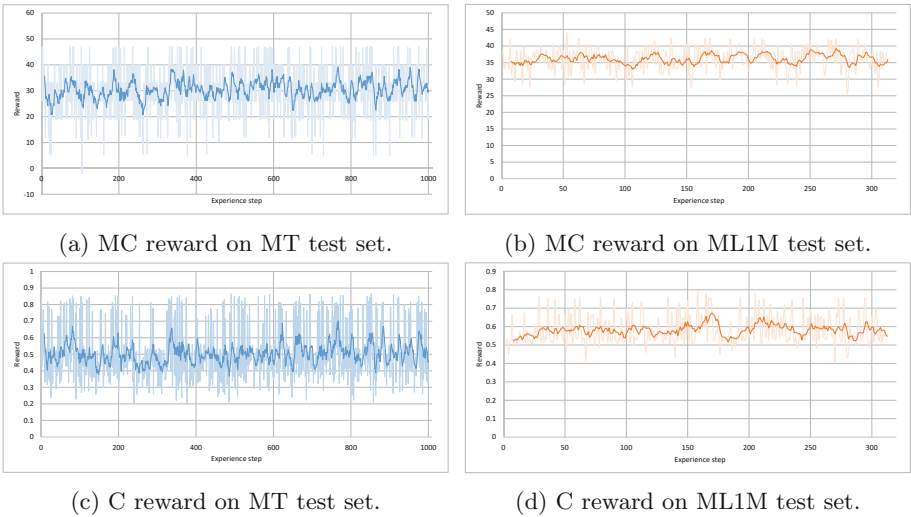 60
50
40
30
20
10
0
-10
0 200 400 600 800 1000
Reward
Experience step
50
45
40
35
30
25
20
15
10
5
0
0 50 100 150 200 250 300
Reward
Experience step
(a) MC reward on MT test set.
(b) MC reward on ML1M test set.
1
0.9
0.8
0.7
0.6
0.5
0.4
0.3
0.2
0.1
0
0 200 400 600 800 1000
Reward
Experience step
0.9
0.8
0.7
0.6
0.5
0.4
0.3
0.2
0.1
0
0 50 100 150 200 250 300
Reward
Experience step
(c) C reward on MT test set.
(d) C reward on ML1M test set.